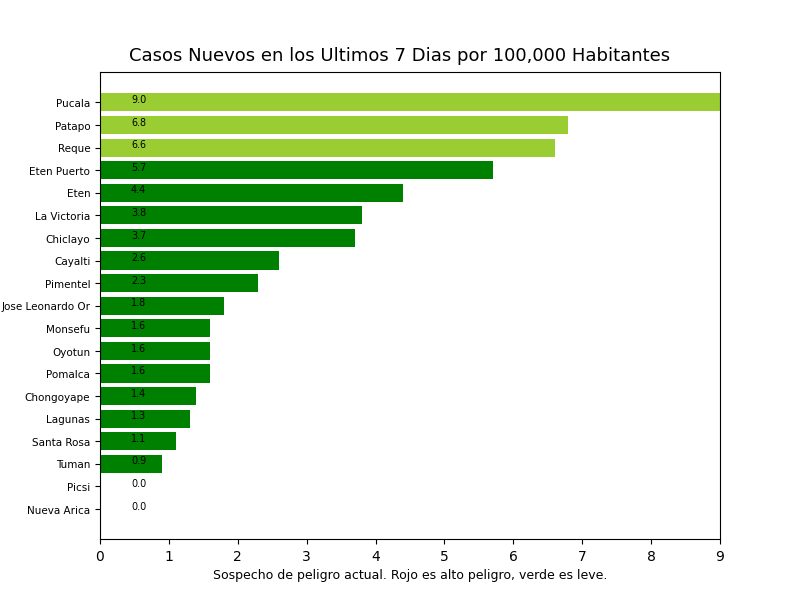 Casos Nuevos en los Ultimos 7 Dias por 100,000 Habitantes
Pucala 9.0
Patapo 6.8
Reque 6.6
Eten Puerto 5.7
Eten 4.4
La Victoria 3.8
Chiclayo 3.7
Cayalti 2.6
Pimentel 2.3
Jose Leonardo Or 1.8
Monsefu 1.6
Oyotun 1.6
Pomalca 1.6
Chongoyape 1.4
Lagunas 1.3
Santa Rosa 1.1
Tuman 0.9
Picsi 0.0
Nueva Arica 0.0
0 1 2 3 4 5 6 7 8 9
Sospecho de peligro actual. Rojo es alto peligro, verde es leve.